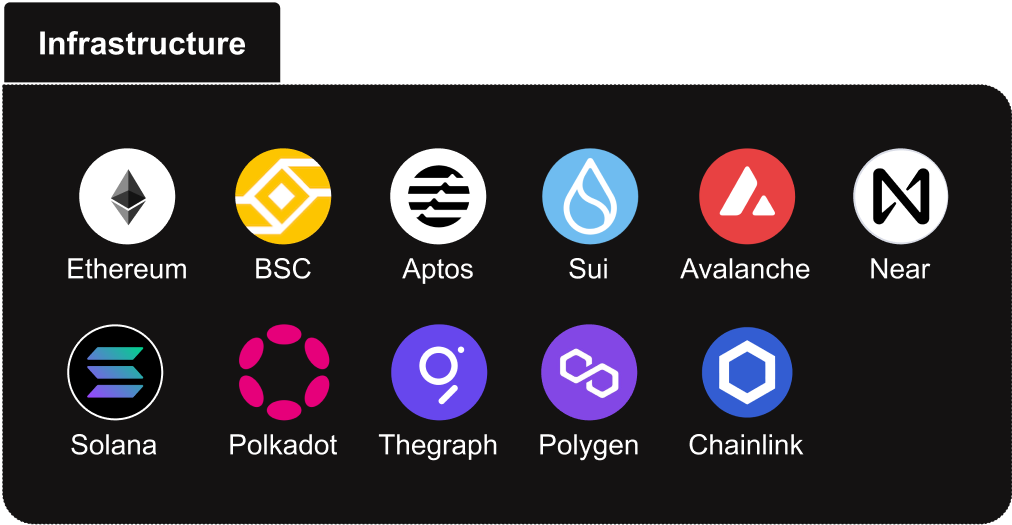 Infrastructure
Ethereum BSC Aptos Sui Avalanche Near
Solana Polkadot Thegraph Polygen Chainlink